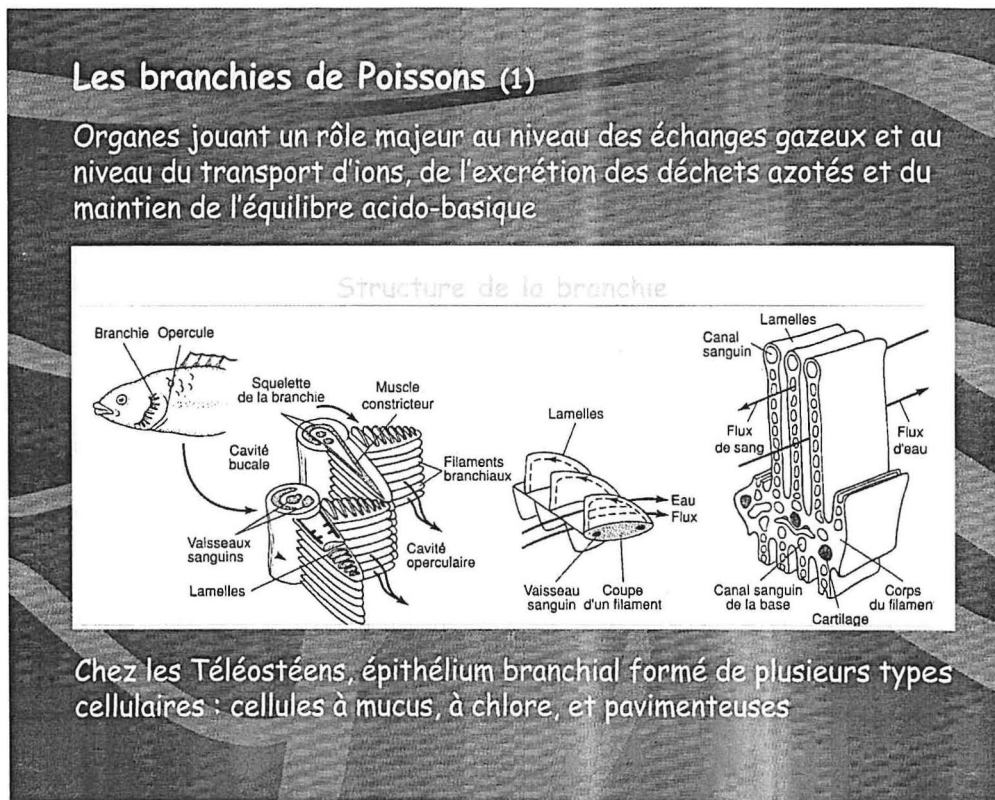 Les branchies de Poissons (1)
Organes jouant un rôle majeur au niveau des échanges gazeux et au
niveau du transport d'ions, de l'excrétion des déchets azotés et du
maintien de l'équilibre acido-basique
Structure de la branchie
Branchie Opercule
Squelette
de la branchie
Muscle
constricteur
Cavité
bucale
Filaments
branchiaux
Vaisseaux
sanguins
Cavité
operculaire
Lamelles
Lamelles
Eau
Flux
Vaisseau
sanguin
Coupe
d'un filament
Lamelles
Canal
sanguin
Flux
de sang
Flux
d'eau
Canal sanguin
de la base
Corps
du filamen
Cartilage
Chez les Téléostéens, épithélium branchial formé de plusieurs types
cellulaires : cellules à mucus, à chlore, et pavimenteuses